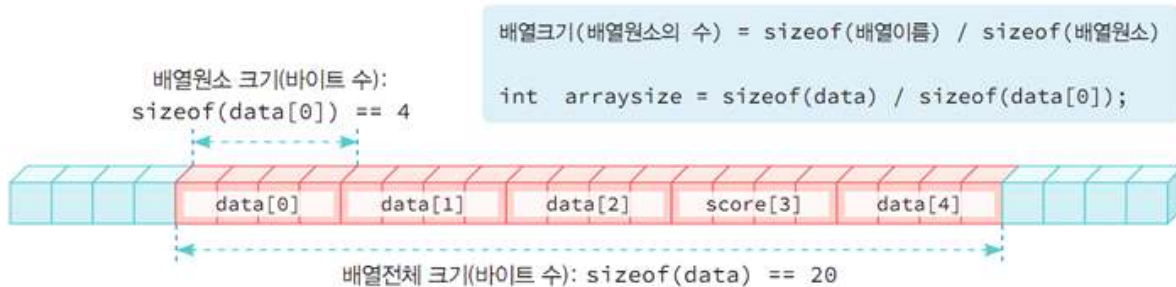 배열크기(배열원소의 수) = sizeof(배열이름) / sizeof(배열원소)
int arraysize = sizeof(data) / sizeof(data[0]);
배열원소 크기(바이트 수):
sizeof(data[0]) == 4
data[0] data[1] data[2] score[3] data[4]
배열전체 크기(바이트 수): sizeof(data) == 20